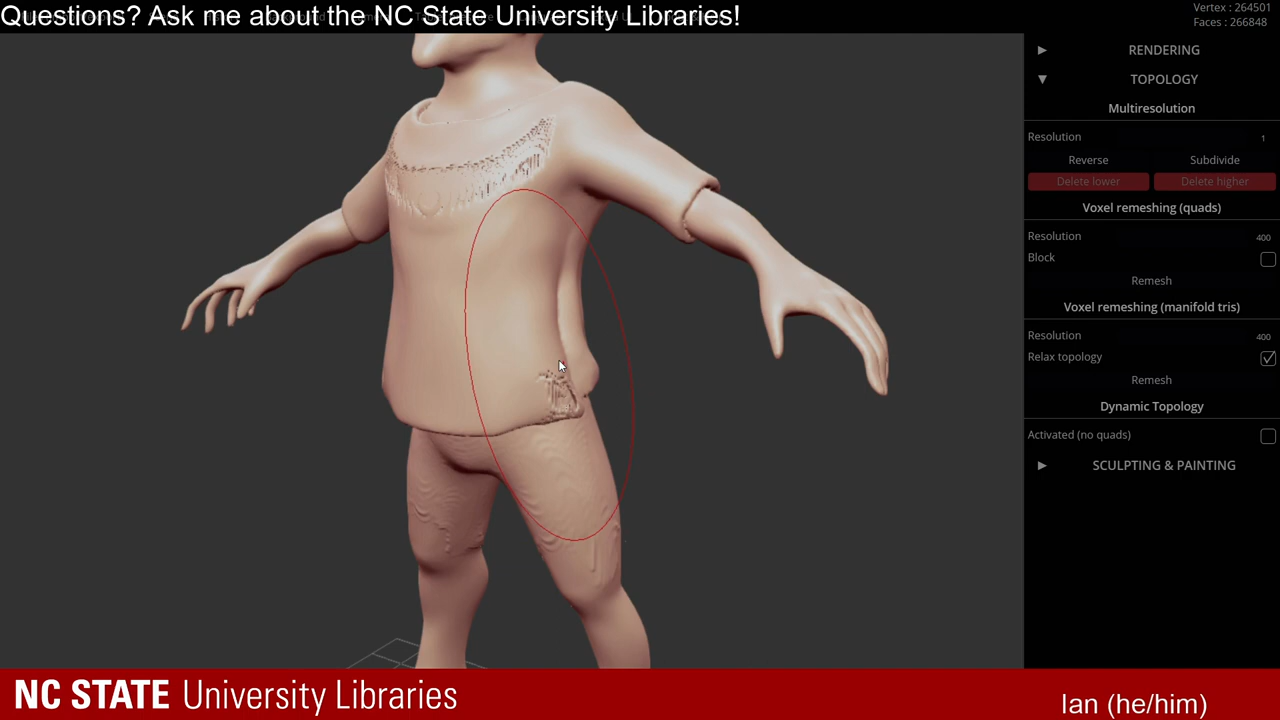 Questions? Ask me about the NC State University Libraries!
Vertex : 264501
Faces : 266848
RENDERING
TOPOLOGY
Multiresolution
Resolution 1
Reverse Subdivide
Delete lower Delete higher
Voxel remeshing (quads)
Resolution 400
Block
Remesh
Voxel remeshing (manifold tris)
Resolution 400
Relax topology
Remesh
Dynamic Topology
Activated (no quads)
SCULPTING & PAINTING
NC STATE University Libraries
Ian (he/him)